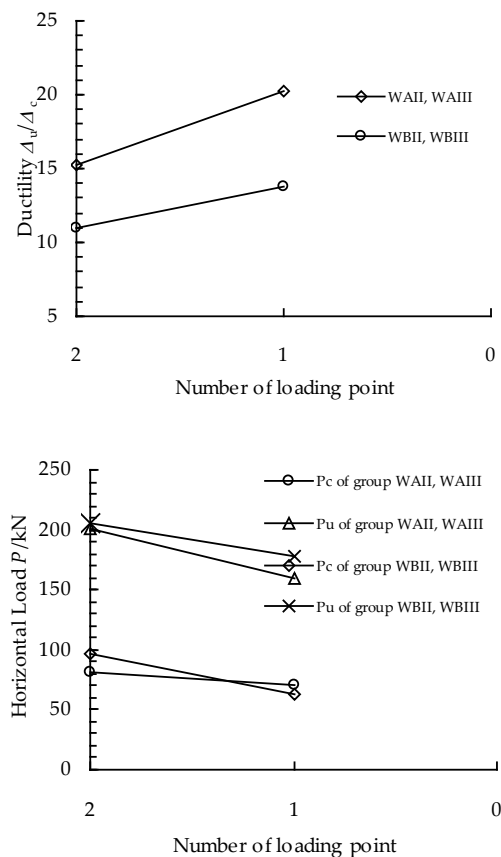 25
20
15
10
5
Ductility Δu/Δc
WAII, WAIII
WBII, WBIII
2 1 0
Number of loading point
250
200
150
100
50
0
Horizontal Load P/kN
Pc of group WAII, WAIII
Pu of group WAII, WAIII
Pc of group WBII, WBIII
Pu of group WBII, WBIII
2 1 0
Number of loading point